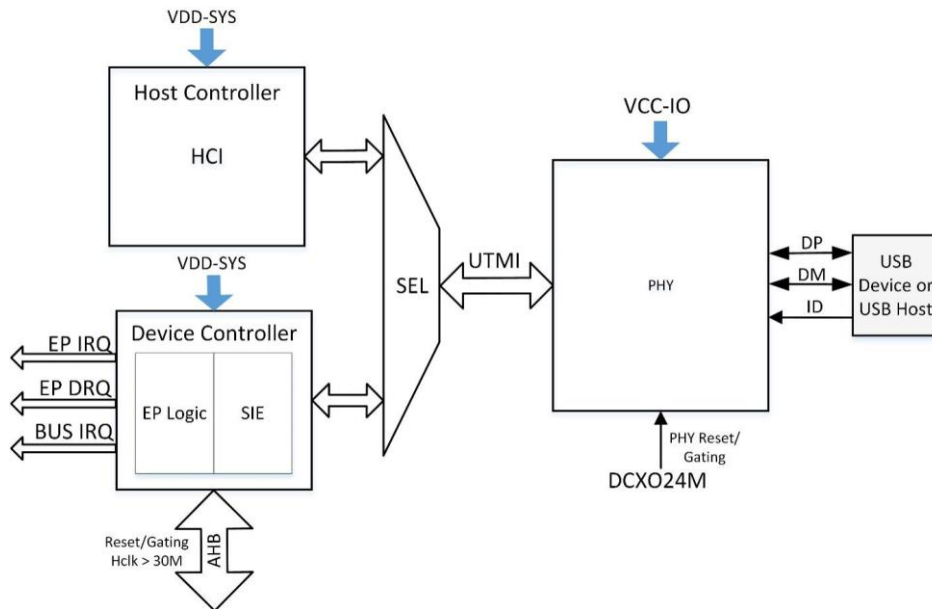 VDD-SYS
Host Controller
HCI
VDD-SYS
Device Controller
EP Logic
SIE
EP IRQ
EP DRQ
BUS IRQ
Reset/Gating
Hclk > 30M
AHB
SEL
UTMI
VCC-IO
PHY
PHY Reset/
Gating
DCXO24M
DP
DM
ID
USB
Device or
USB Host